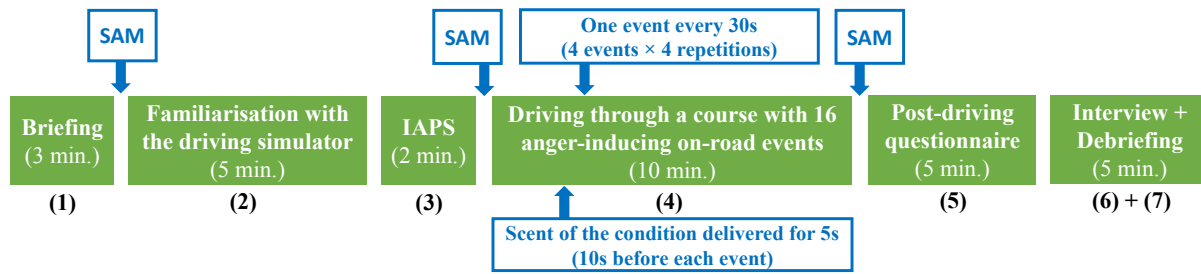 SAM
SAM
One event every 30s
(4 events × 4 repetitions)
SAM
Briefing
(3 min.)
Familiarisation with
the driving simulator
(5 min.)
IAPS
(2 min.)
Driving through a course with 16
anger-inducing on-road events
(10 min.)
Post-driving
questionnaire
(5 min.)
Interview +
Debriefing
(5 min.)
(1)
(2)
(3)
(4)
(5)
(6) + (7)
Scent of the condition delivered for 5s
(10s before each event)